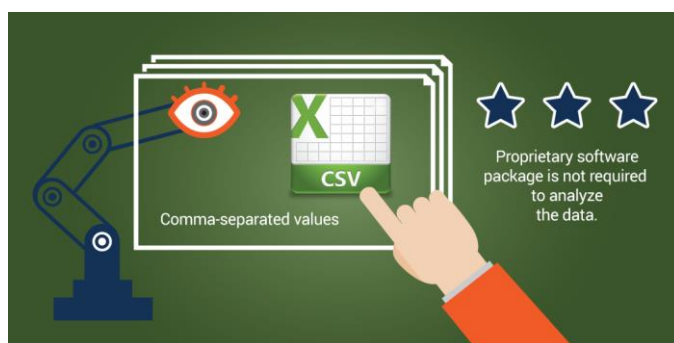 X
CSV
Comma-separated values
Proprietary software
package is not required
to analyze
the data.